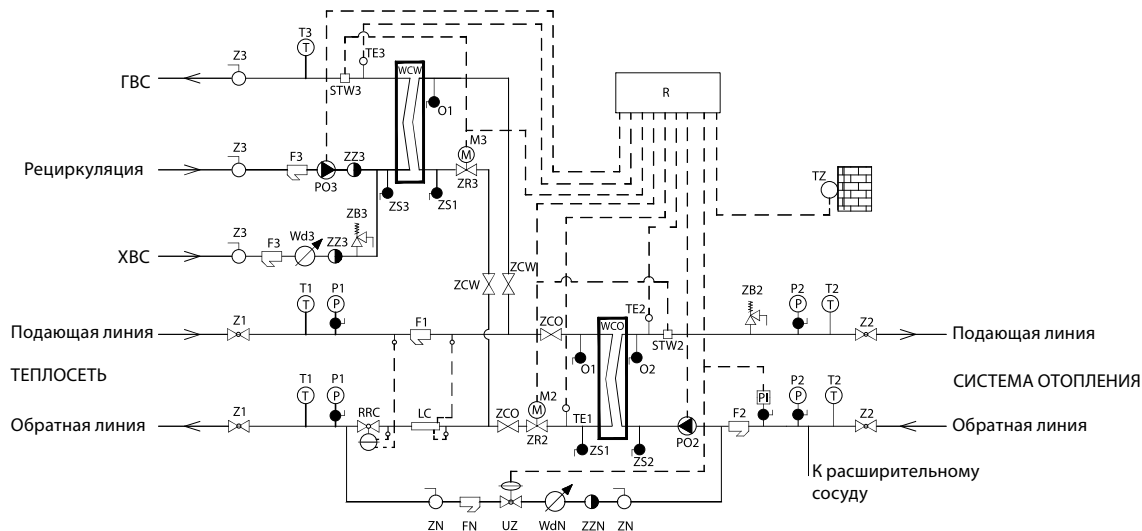 T3
Z3
T
TE3
ГВС
STW3
WCW
O1
R
M3
M
Z3
F3
ZZ3
Рециркуляция
PO3
ZS3
ZS1
ZR3
TZ
ZB3
Z3
F3
Wd3
ZZ3
ХВС
ZCW
ZCW
T1
P1
Z1
T
P
F1
ZCO
WCO
TE2
STW2
ZB2
P2
T2
P
T
Z2
Подающая линия
Подающая линия
O1
O2
ТЕПЛОСЕТЬ
СИСТЕМА ОТОПЛЕНИЯ
T1
P1
Z1
T
P
RRC
LC
ZCO
M2
M
ZR2
TE1
ZS1
ZS2
PO2
F2
PI
P2
P
T2
T
Z2
Обратная линия
Обратная линия
К расширительному
сосуду
ZN
FN
UZ
WdN
ZZN
ZN